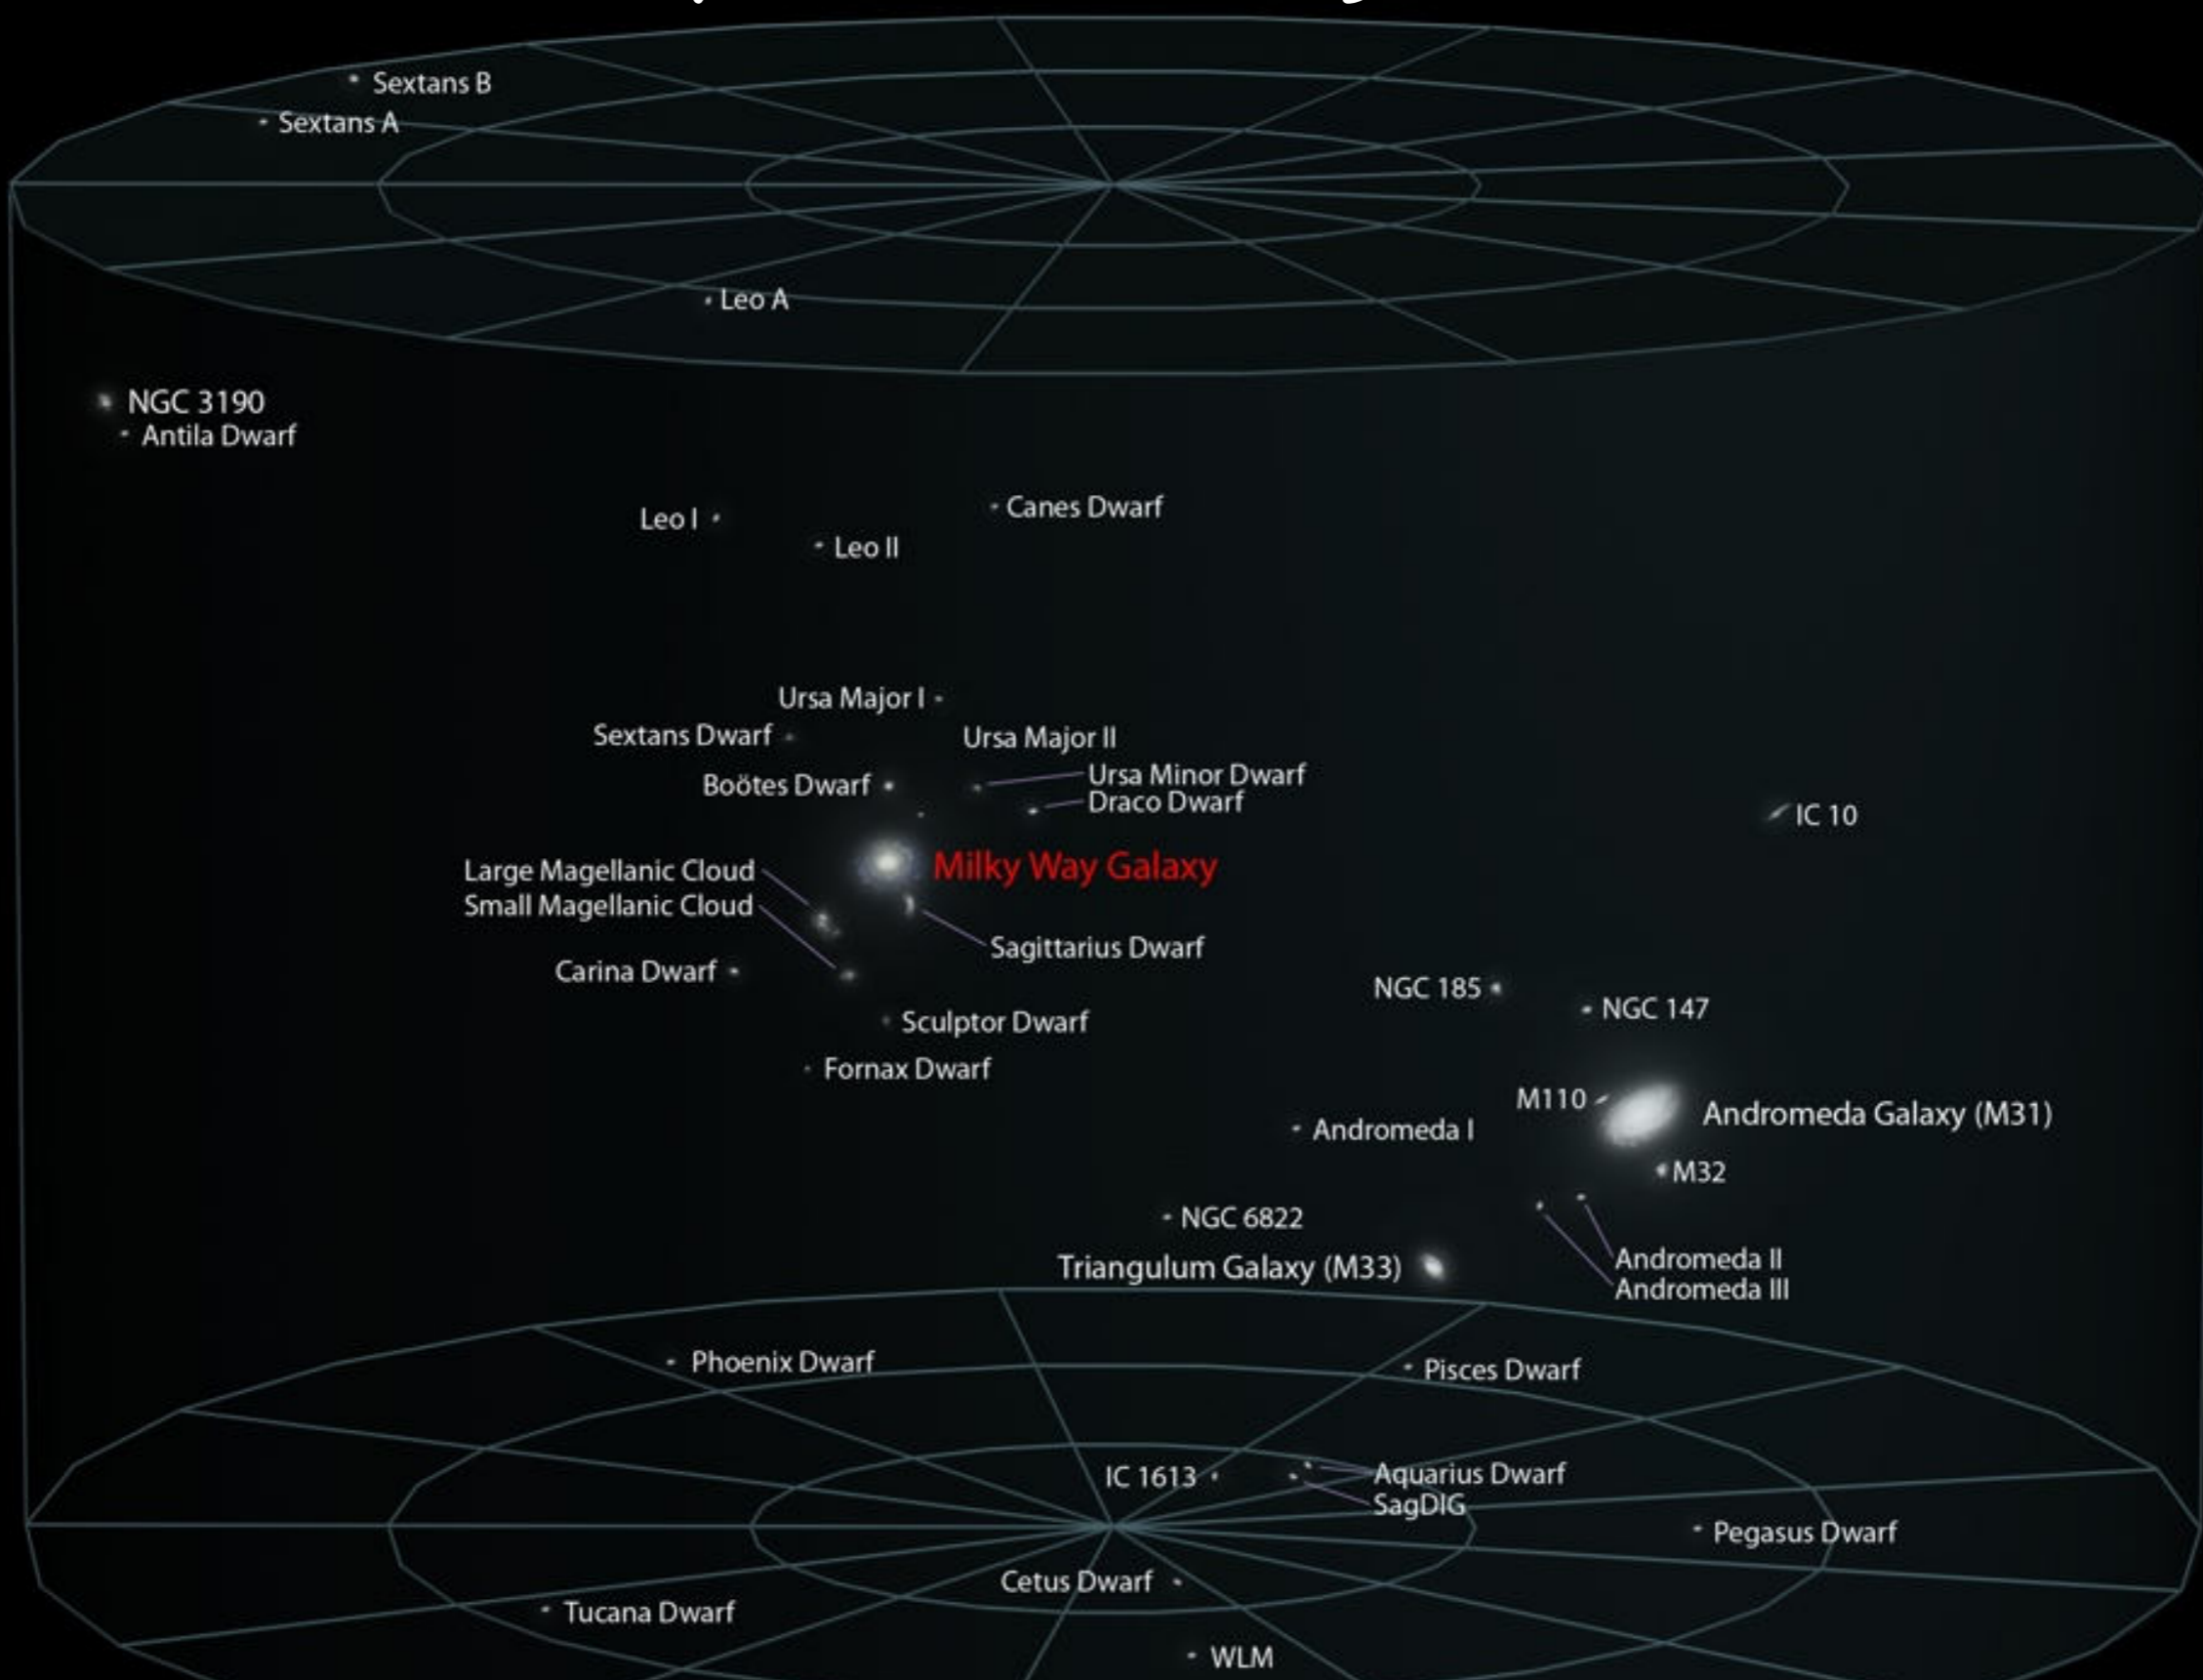 Sextans B
Sextans A
Leo A
NGC 3190
Antila Dwarf
Canes Dwarf
Leo I
Leo II
Ursa Major I
Sextans Dwarf
Ursa Major II
Ursa Minor Dwarf
Boötes Dwarf
Draco Dwarf
IC 10
Milky Way Galaxy
Large Magellanic Cloud
Small Magellanic Cloud
Sagittarius Dwarf
Carina Dwarf
NGC 185
NGC 147
Sculptor Dwarf
Fornax Dwarf
M110
Andromeda Galaxy (M31)
Andromeda I
M32
NGC 6822
Andromeda II
Triangulum Galaxy (M33)
Andromeda III
Phoenix Dwarf
Pisces Dwarf
Aquarius Dwarf
IC 1613
SagDIG
Pegasus Dwarf
Cetus Dwarf
Tucana Dwarf
WLM